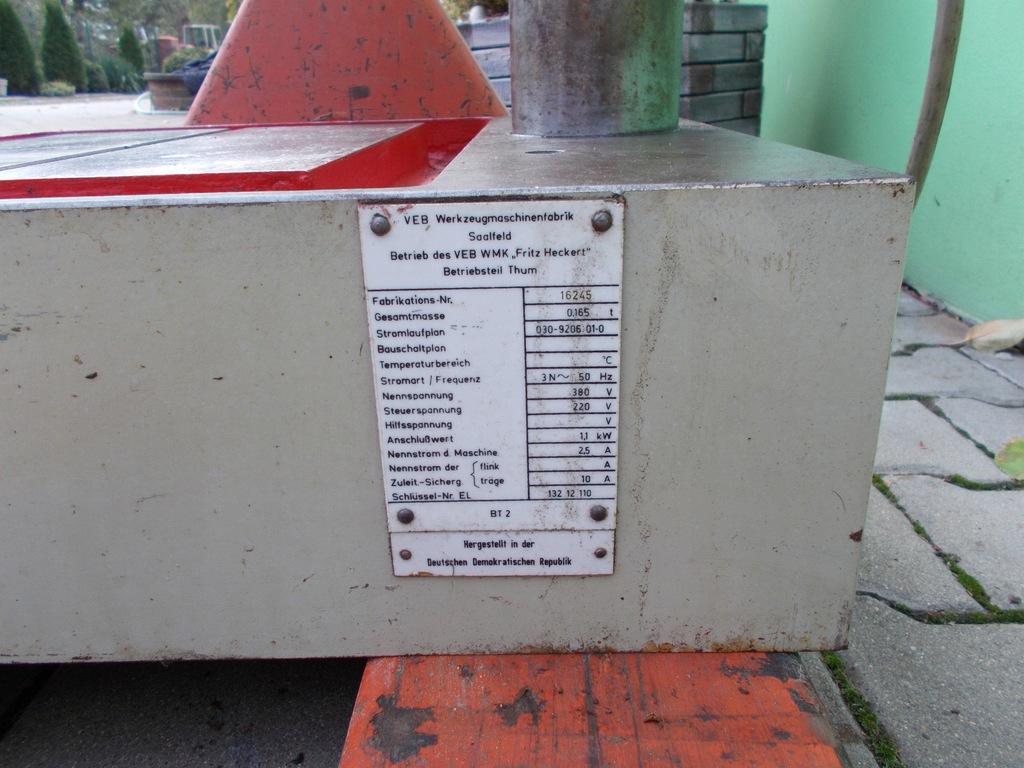 VEB Werkzeugmaschinenfabrik
Saalfeld
Betrieb des VEB WMK „Fritz Heckert"
Betriebsteil Thum
Fabrikations-Nr. 16245
Gesamtmasse 0,165 t
Stromlaufplan 030-9206:01-0
Bauschaltplan
Temperaturbereich °C
Stromart / Frequenz 3 N~ 50 Hz
Nennspannung 380 V
Steuerspannung 220 V
Hilfsspannung V
Anschlußwert 1,1 kW
Nennstrom d. Maschine 2,5 A
Nennstrom der { flink A
Zuleit.-Sicherg. { träge 10 A
Schlüssel-Nr. EL 132 12 110
BT 2
Hergestellt in der
Deutschen Demokratischen Republik